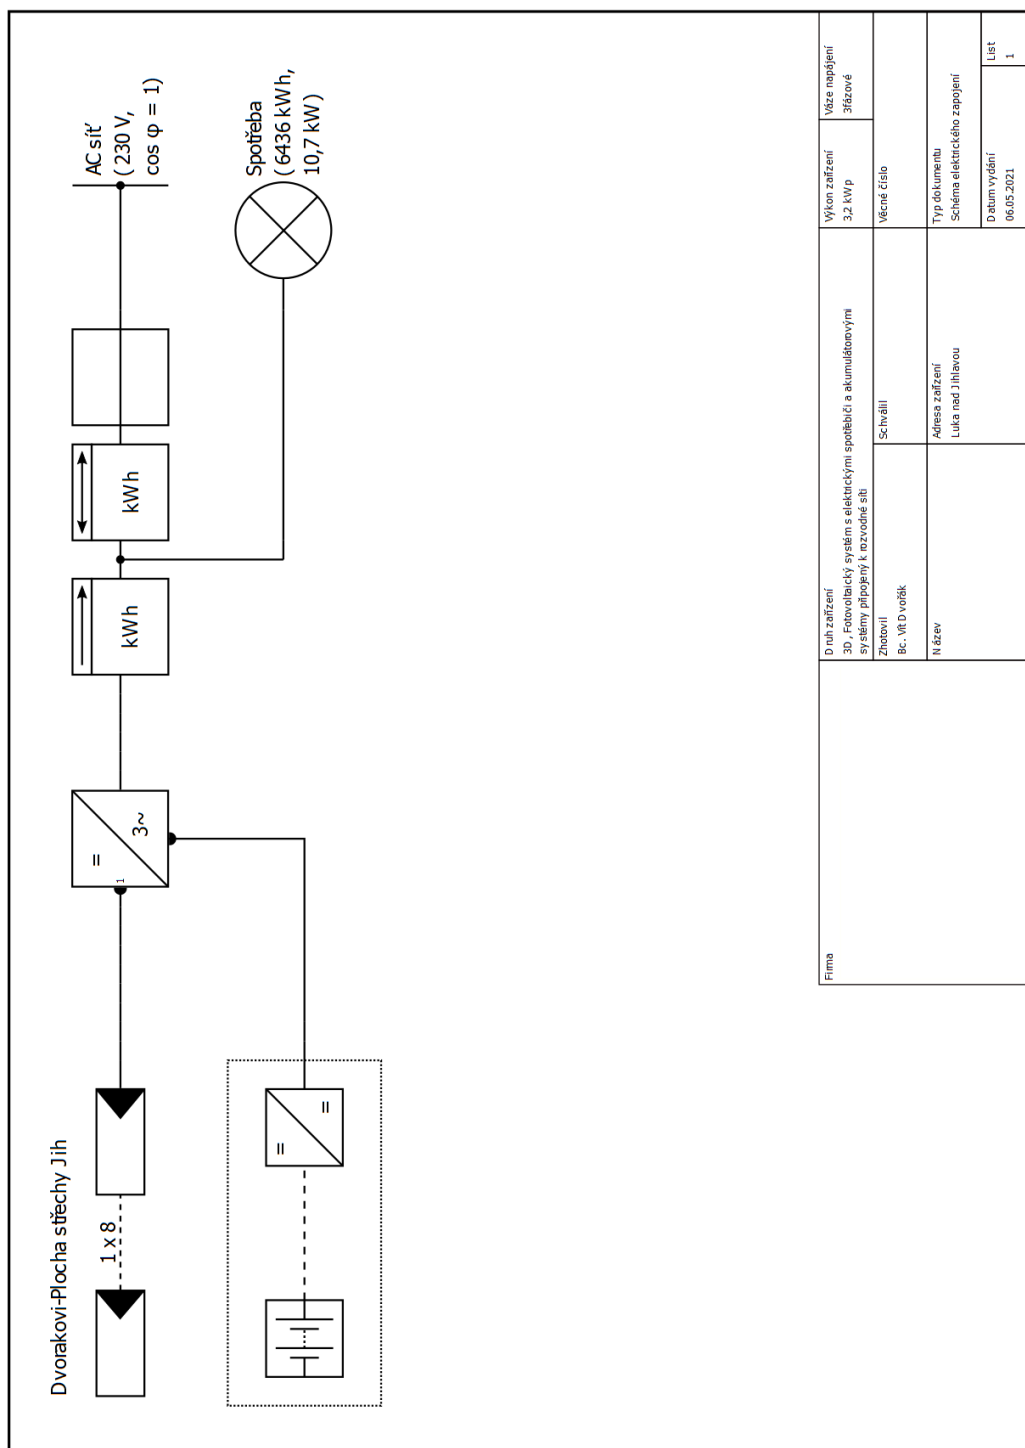 Dvorakovi-Plocha střechy Jih
1 x 8
=
=
=
1
3~
kWh
kWh
AC síť
(230 V,
cos φ = 1)
Spotřeba
(6436 kWh,
10,7 kW)
Firma
Druh zařízení
3D, Fotovoltaický systém s elektrickými spotřebiči a akumulátorovými
systémy připojený k rozvodné síti
Výkon zařízení
3,2 kWp
Váze napájení
3fázové
Zhotovil
Bc. Vít Dvořák
Schválil
Věcné číslo
Název
Adresa zařízení
Luka nad Jihlavou
Typ dokumentu
Schéma elektrického zapojení
Datum vydání
06.05.2021
List
1